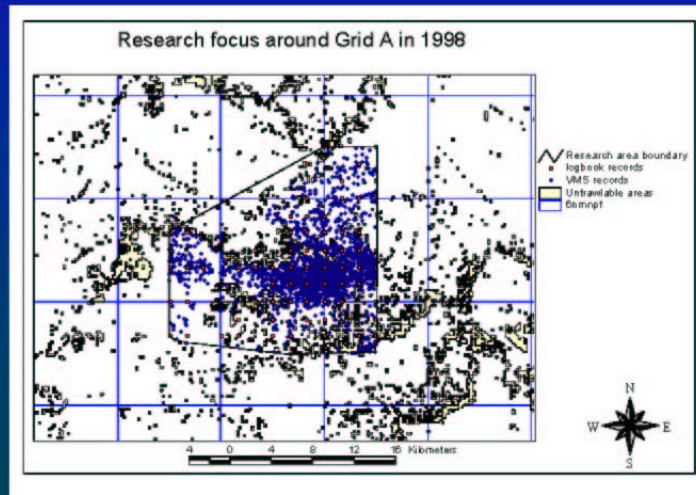 Research focus around Grid A in 1998
Research area boundary
logbook records
VMS records
Untrawlable areas
6nmnpf
N
W E
S
4 0 4 8 12 16 Kilometers